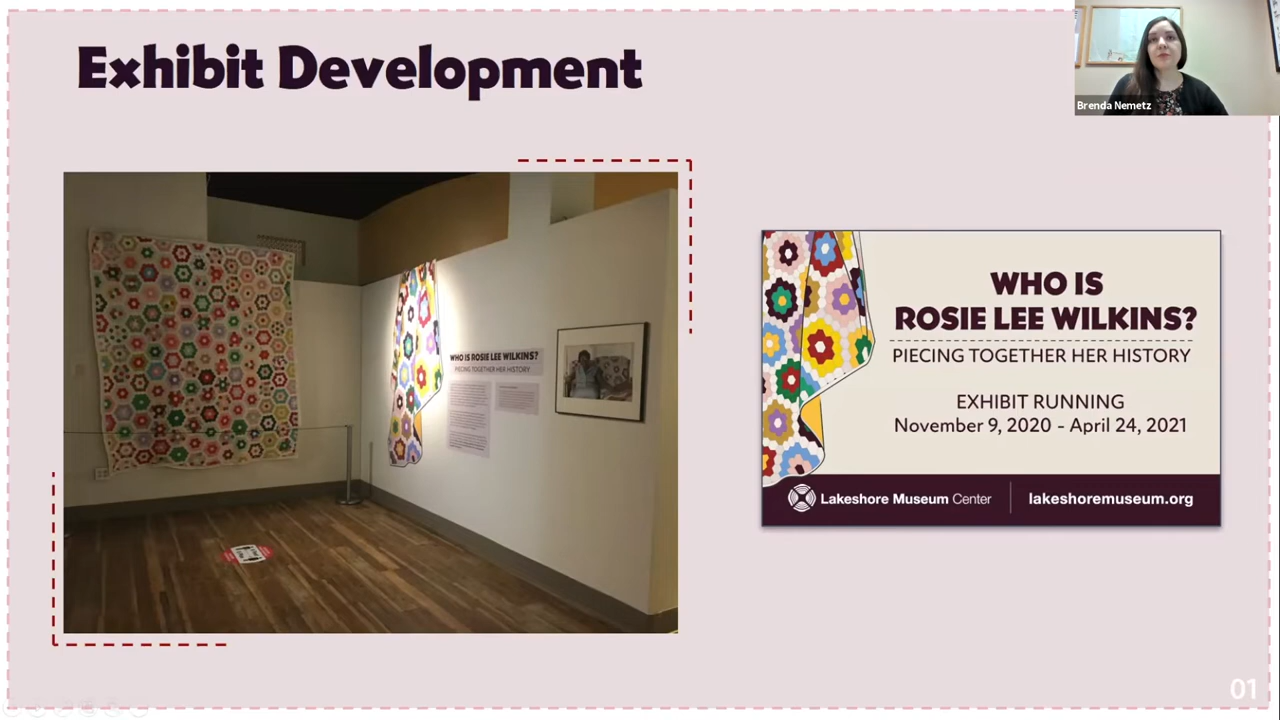 Exhibit Development
Brenda Nemetz
WHO IS ROSIE LEE WILKINS?
PIECING TOGETHER HER HISTORY
WHO IS
ROSIE LEE WILKINS?
PIECING TOGETHER HER HISTORY
EXHIBIT RUNNING
November 9, 2020 - April 24, 2021
Lakeshore Museum Center
lakeshoremuseum.org
01